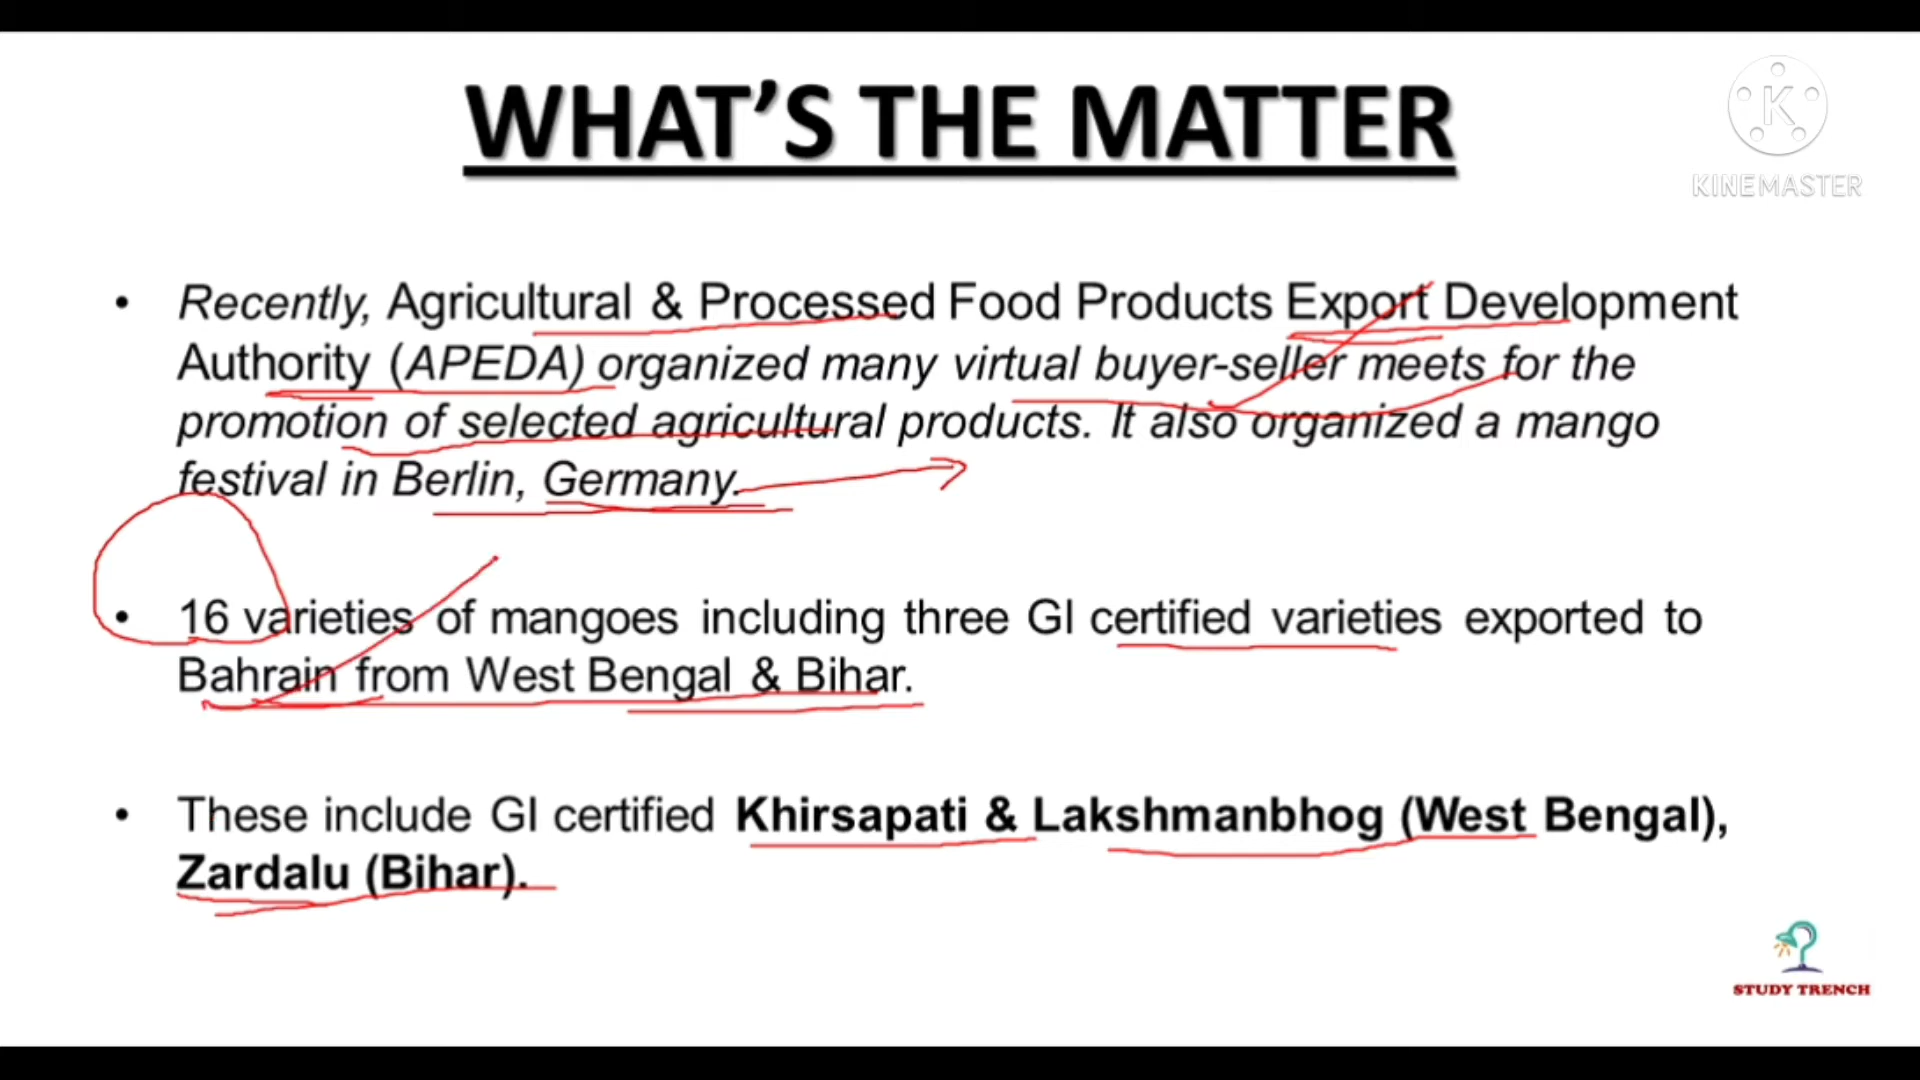 WHAT'S THE MATTER
KINEMASTER
• Recently, Agricultural & Processed Food Products Export Development
Authority (APEDA) organized many virtual buyer-seller meets for the
promotion of selected agricultural products. It also organized a mango
festival in Berlin, Germany.
• 16 varieties of mangoes including three GI certified varieties exported to
Bahrain from West Bengal & Bihar.
• These include GI certified Khirsapati & Lakshmanbhog (West Bengal),
Zardalu (Bihar).
STUDY TRENCH